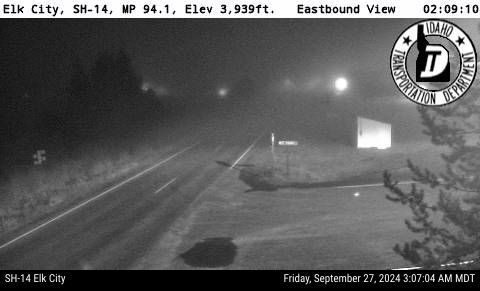 Elk City, SH-14, MP 94.1, Elev 3,939ft. Eastbound View 02:09:10
IDAHO
TRANSPORTATION DEPARTMENT
SH-14 Elk City Friday, September 27, 2024 3:07:04 AM MDT